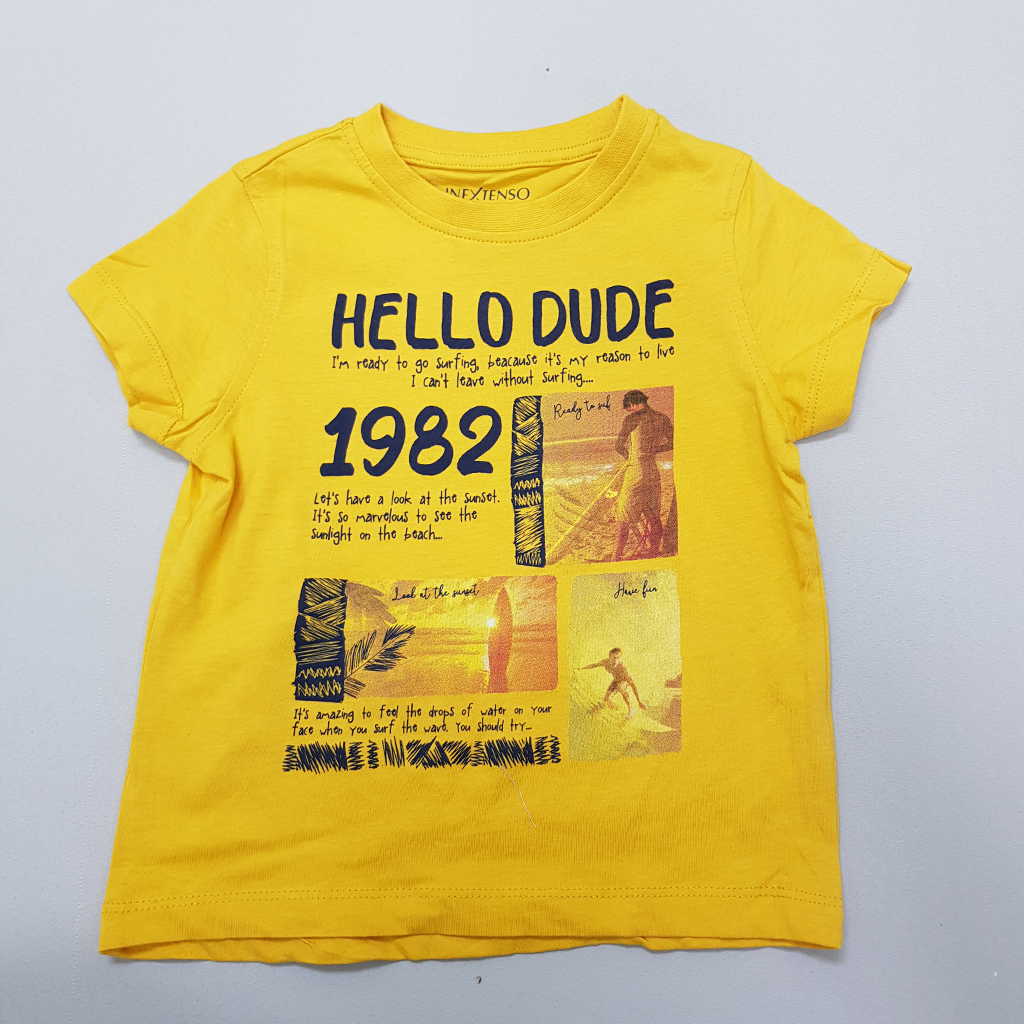 INEXTENSO
HELLO DUDE
I'm ready to go surfing, beacause it's my reason to live
I can't leave without surfing....
1982
Ready to
Let's have a look at the sunset.
It's so marvelous to see the
sunlight on the beach...
Look at the sunset
Have fun
It's amazing to feel the drops of water on your
face when you surf the wave. You should try...